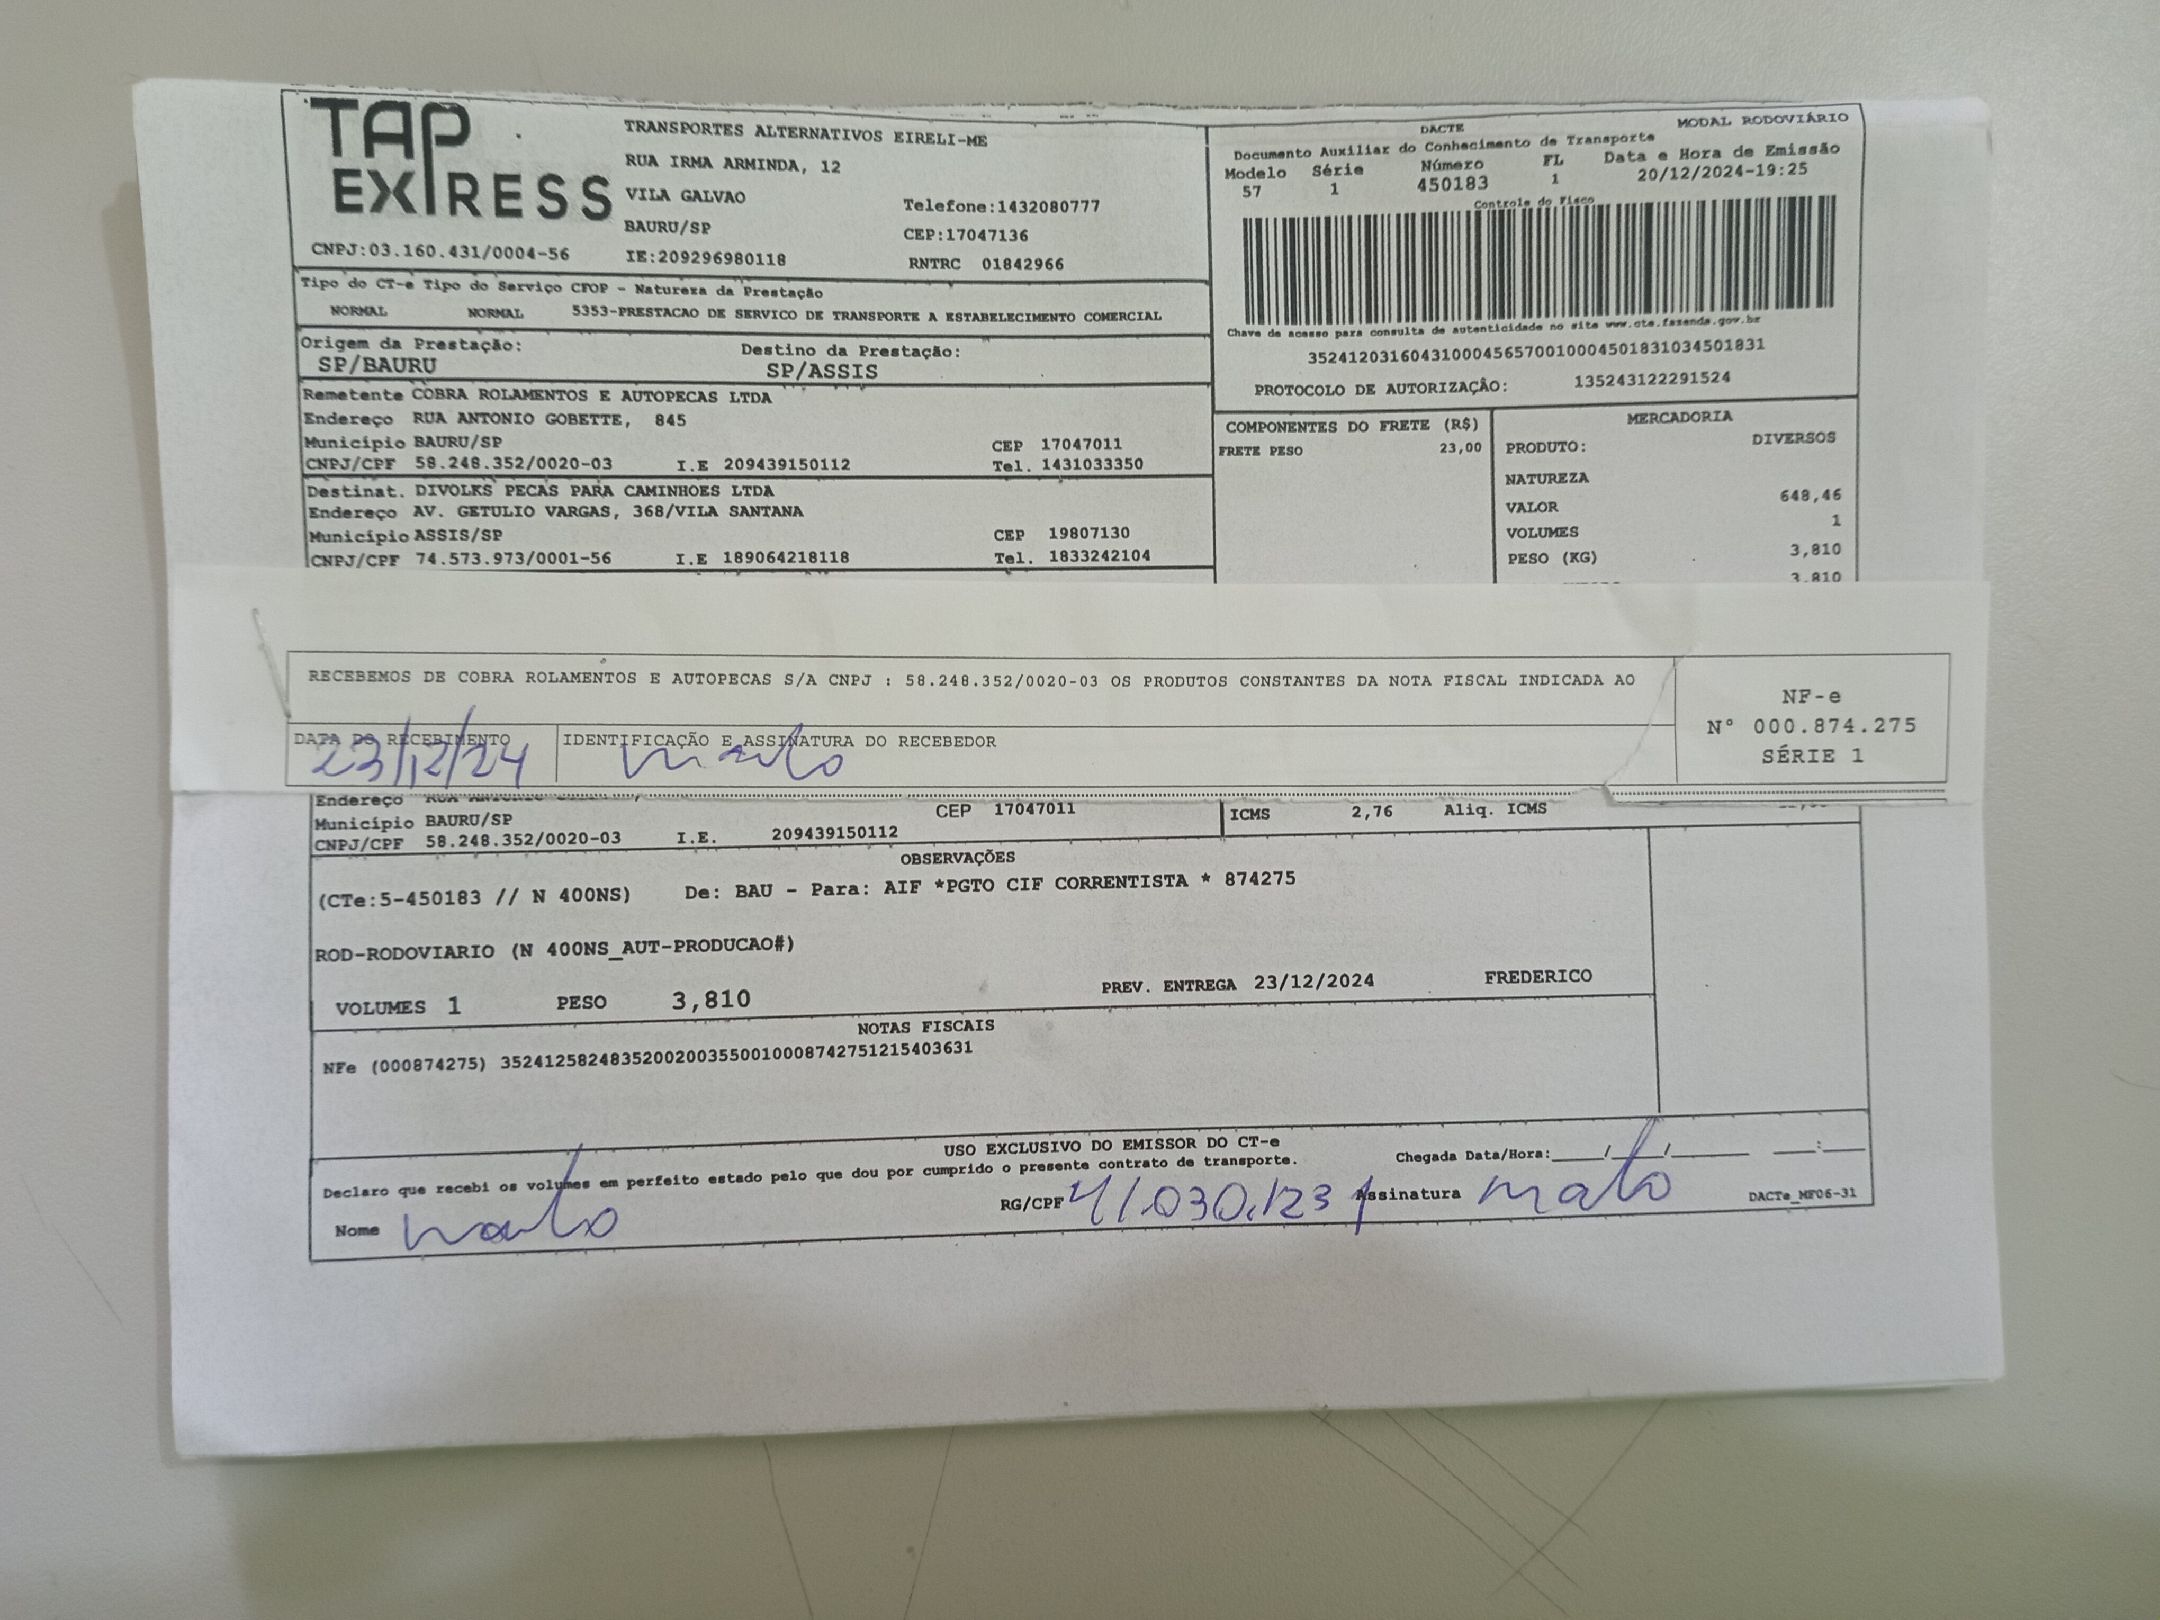 TAP EXPRESS
TRANSPORTES ALTERNATIVOS EIRELI-ME
RUA IRMA ARMINDA, 12
VILA GALVAO
Telefone:1432080777
BAURU/SP
CEP:17047136
CNPJ:03.160.431/0004-56
IE:209296980118
RNTRC 01842966
DACTE
MODAL RODOVIÁRIO
Documento Auxiliar do Conhecimento de Transporte
Modelo Série Número FL Data e Hora de Emissão
57 1 450183 1 20/12/2024-19:25
Controle do Fisco
Chave de acesso para consulta de autenticidade no site www.cte.fazenda.gov.br
35241203160431000456570010004501831034501831
PROTOCOLO DE AUTORIZAÇÃO: 135243122291524
Tipo do CT-e Tipo do Serviço CFOP - Natureza da Prestação
NORMAL NORMAL 5353-PRESTACAO DE SERVICO DE TRANSPORTE A ESTABELECIMENTO COMERCIAL
Origem da Prestação: Destino da Prestação:
SP/BAURU SP/ASSIS
Remetente COBRA ROLAMENTOS E AUTOPECAS LTDA
Endereço RUA ANTONIO GOBETTE, 845
Município BAURU/SP CEP 17047011
CNPJ/CPF 58.248.352/0020-03 I.E 209439150112 Tel. 1431033350
Destinat. DIVOLKS PECAS PARA CAMINHOES LTDA
Endereço AV. GETULIO VARGAS, 368/VILA SANTANA
Município ASSIS/SP CEP 19807130
CNPJ/CPF 74.573.973/0001-56 I.E 189064218118 Tel. 1833242104
COMPONENTES DO FRETE (R$)
FRETE PESO 23,00
MERCADORIA
PRODUTO: DIVERSOS
NATUREZA
VALOR 648,46
VOLUMES 1
PESO (KG) 3,810
3,810
RECEBEMOS DE COBRA ROLAMENTOS E AUTOPECAS S/A CNPJ : 58.248.352/0020-03 OS PRODUTOS CONSTANTES DA NOTA FISCAL INDICADA AO
NF-e
N° 000.874.275
SÉRIE 1
DATA DO RECEBIMENTO IDENTIFICAÇÃO E ASSINATURA DO RECEBEDOR
23/12/24
Endereço
Município BAURU/SP CEP 17047011
CNPJ/CPF 58.248.352/0020-03 I.E. 209439150112
ICMS 2,76 Aliq. ICMS
OBSERVAÇÕES
(CTe:5-450183 // N 400NS) De: BAU - Para: AIF *PGTO CIF CORRENTISTA * 874275
ROD-RODOVIARIO (N 400NS_AUT-PRODUCAO#)
VOLUMES 1 PESO 3,810 PREV. ENTREGA 23/12/2024 FREDERICO
NOTAS FISCAIS
NFe (000874275) 35241258248352002003550010008742751215403631
USO EXCLUSIVO DO EMISSOR DO CT-e
Declaro que recebi os volumes em perfeito estado pelo que dou por cumprido o presente contrato de transporte.
Chegada Data/Hora:____/____/______ ___:___
Nome
RG/CPF Assinatura
DACTe_MF06-31